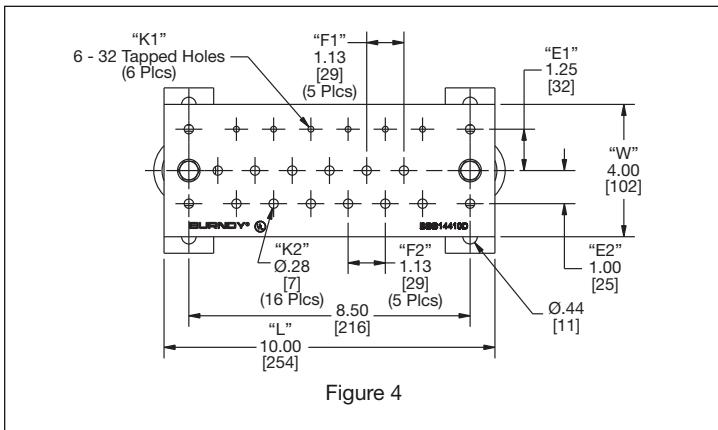 “K1”
6 - 32 Tapped Holes
(6 Plcs)
“F1”
1.13
[29]
(5 Plcs)
“E1”
1.25
[32]
“W”
4.00
[102]
BURNDY® UL
BBB14410D
“K2”
Ø.28
[7]
(16 Plcs)
“F2”
1.13
[29]
(5 Plcs)
“E2”
1.00
[25]
8.50
[216]
Ø.44
[11]
“L”
10.00
[254]
Figure 4